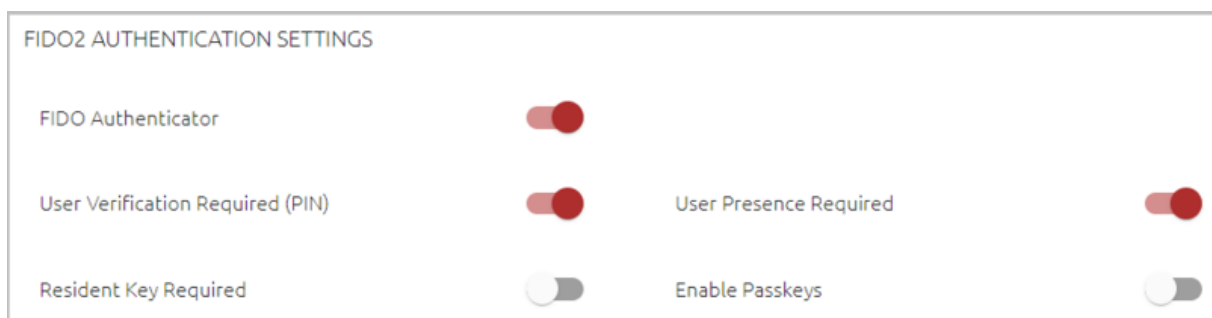 FIDO2 AUTHENTICATION SETTINGS
FIDO Authenticator
User Verification Required (PIN)
User Presence Required
Resident Key Required
Enable Passkeys